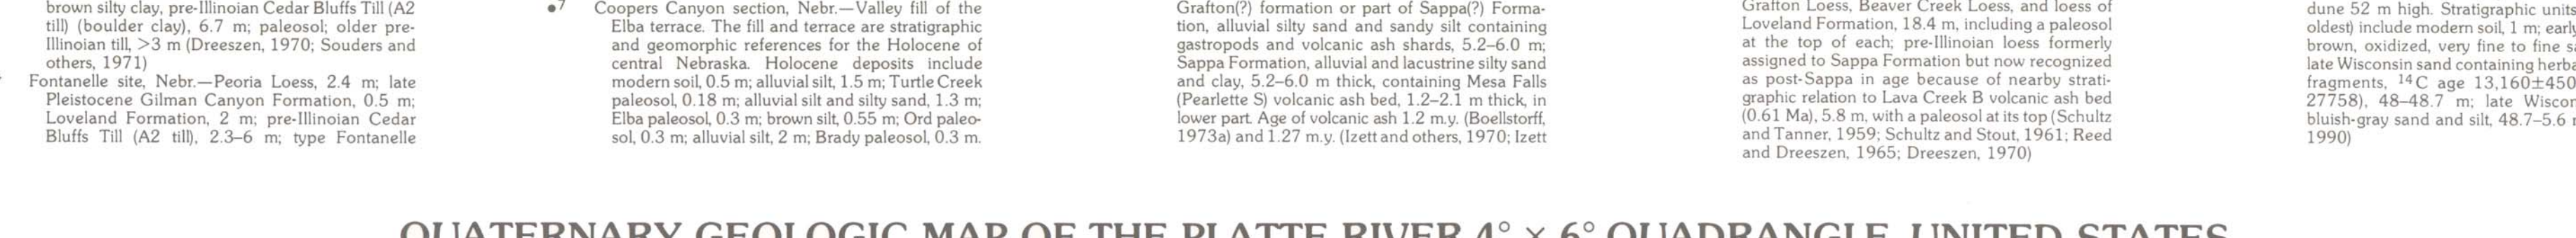 brown silty clay, pre-Illinoian Cedar Bluffs Till (A2
till) (boulder clay), 6.7 m; paleosol; older pre-
Illinoian till, >3 m (Dreeszen, 1970; Souders and
others, 1971)
Fontanelle site, Nebr.—Peoria Loess, 2.4 m; late
Pleistocene Gilman Canyon Formation, 0.5 m;
Loveland Formation, 2 m; pre-Illinoian Cedar
Bluffs Till (A2 till), 2.3–6 m; type Fontanelle
●7 Coopers Canyon section, Nebr.—Valley fill of the
Elba terrace. The fill and terrace are stratigraphic
and geomorphic references for the Holocene of
central Nebraska. Holocene deposits include
modern soil, 0.5 m; alluvial silt, 1.5 m; Turtle Creek
paleosol, 0.18 m; alluvial silt and silty sand, 1.3 m;
Elba paleosol, 0.3 m; brown silt, 0.55 m; Ord paleo-
sol, 0.3 m; alluvial silt, 2 m; Brady paleosol, 0.3 m.
Grafton(?) formation or part of Sappa(?) Forma-
tion, alluvial silty sand and sandy silt containing
gastropods and volcanic ash shards, 5.2–6.0 m;
Sappa Formation, alluvial and lacustrine silty sand
and clay, 5.2–6.0 m thick, containing Mesa Falls
(Pearlette S) volcanic ash bed, 1.2–2.1 m thick, in
lower part. Age of volcanic ash 1.2 m.y. (Boellstorff,
1973a) and 1.27 m.y. (Izett and others, 1970; Izett
Grafton Loess, Beaver Creek Loess, and loess of
Loveland Formation, 18.4 m, including a paleosol
at the top of each; pre-Illinoian loess formerly
assigned to Sappa Formation but now recognized
as post-Sappa in age because of nearby strati-
graphic relation to Lava Creek B volcanic ash bed
(0.61 Ma), 5.8 m, with a paleosol at its top (Schultz
and Tanner, 1959; Schultz and Stout, 1961; Reed
and Dreeszen, 1965; Dreeszen, 1970)
dune 52 m high. Stratigraphic units
oldest) include modern soil, 1 m; early
brown, oxidized, very fine to fine s
late Wisconsin sand containing herba
fragments, 14C age 13,160±450
27758), 48–48.7 m; late Wiscon
bluish-gray sand and silt, 48.7–5.6
1990)
QUATERNARY GEOLOGIC MAP OF THE PLATTE RIVER 4° × 6° QUADRANGLE, UNITED STATES